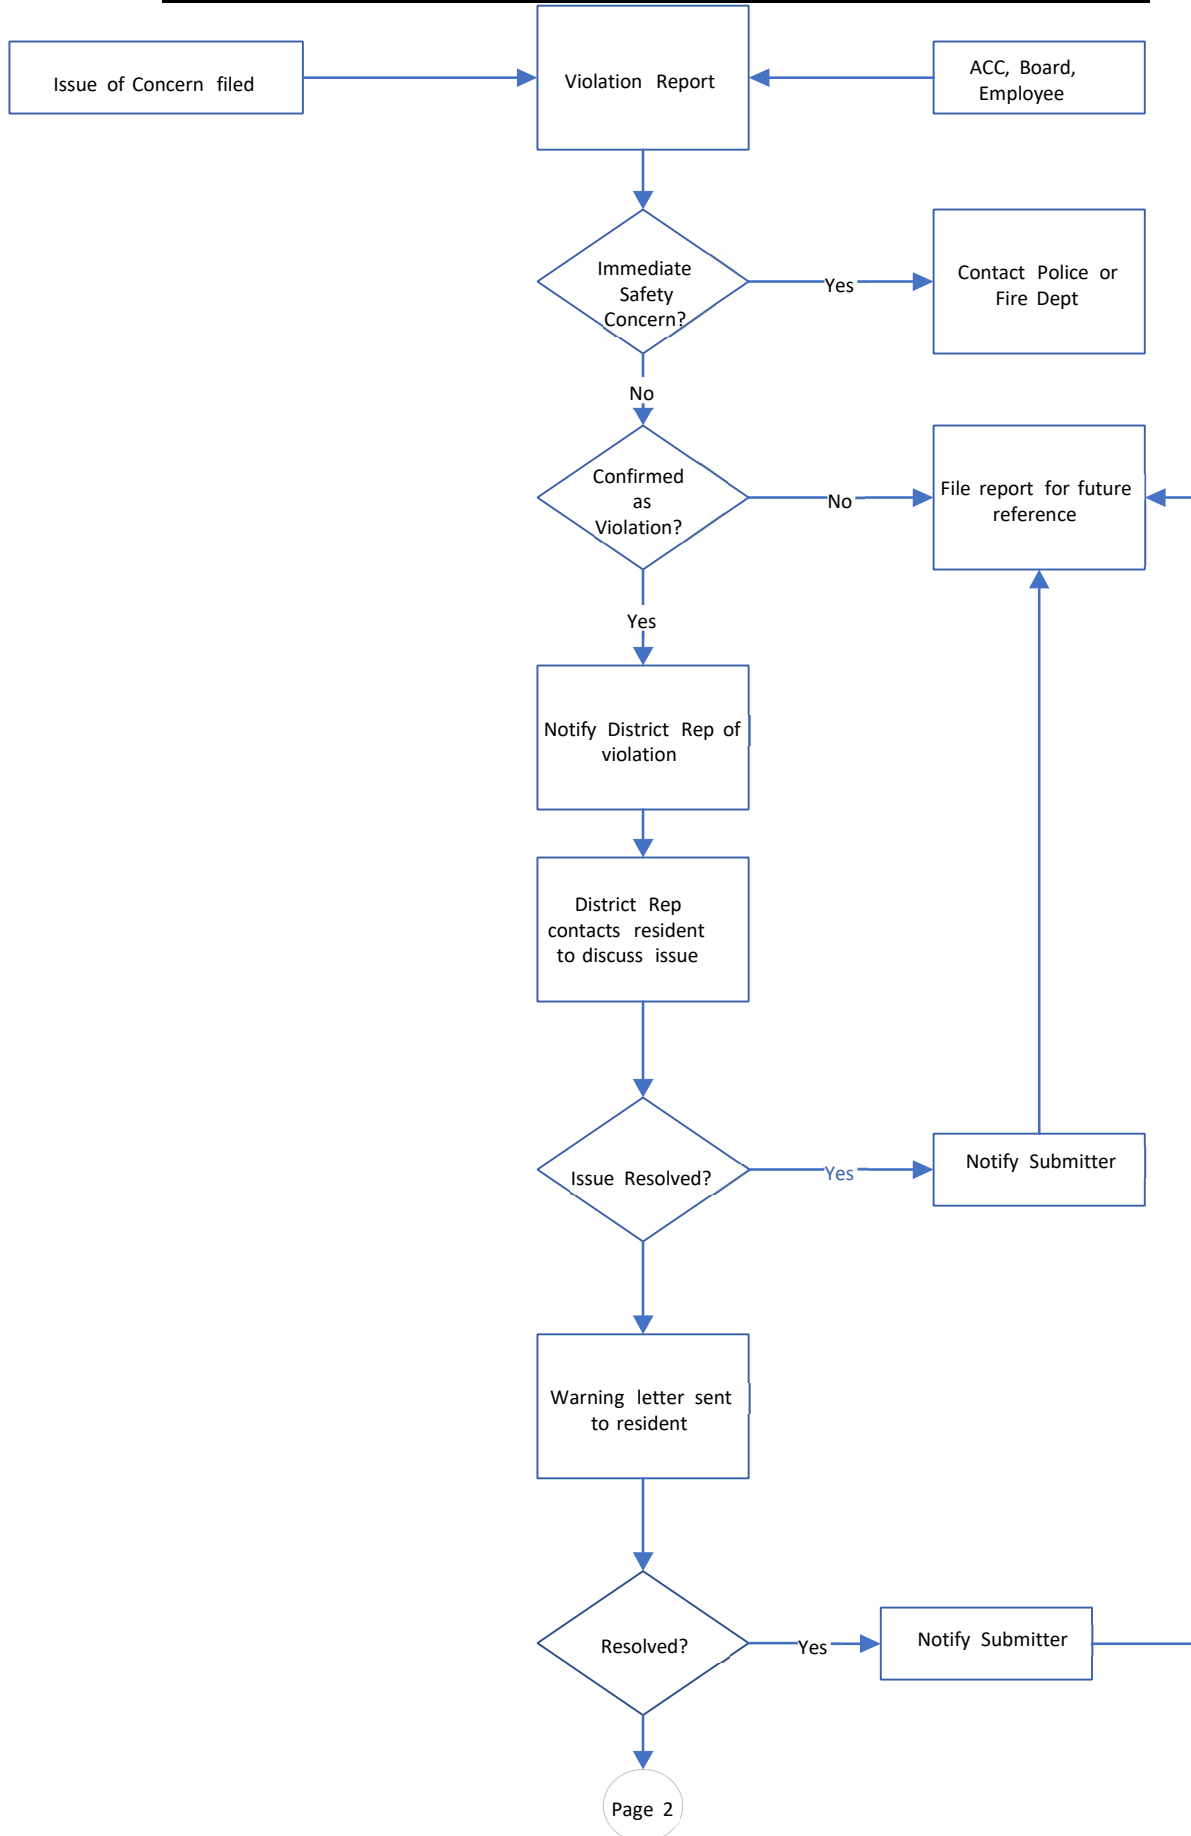 Issue of Concern filed
Violation Report
ACC, Board,
Employee
Immediate
Safety
Concern?
Yes
Contact Police or
Fire Dept
No
Confirmed
as
Violation?
No
File report for future
reference
Yes
Notify District Rep of
violation
District Rep
contacts resident
to discuss issue
Issue Resolved?
Yes
Notify Submitter
Warning letter sent
to resident
Resolved?
Yes
Notify Submitter
Page 2